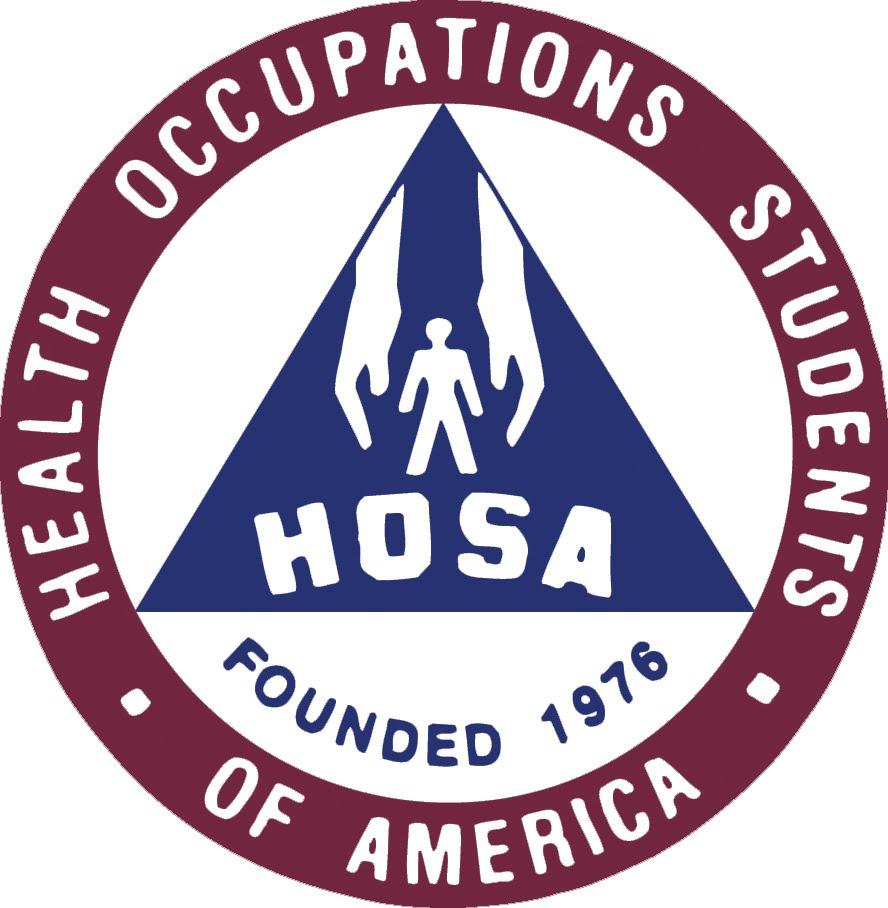 HEALTH OCCUPATIONS STUDENTS
OF AMERICA
HOSA
FOUNDED 1976